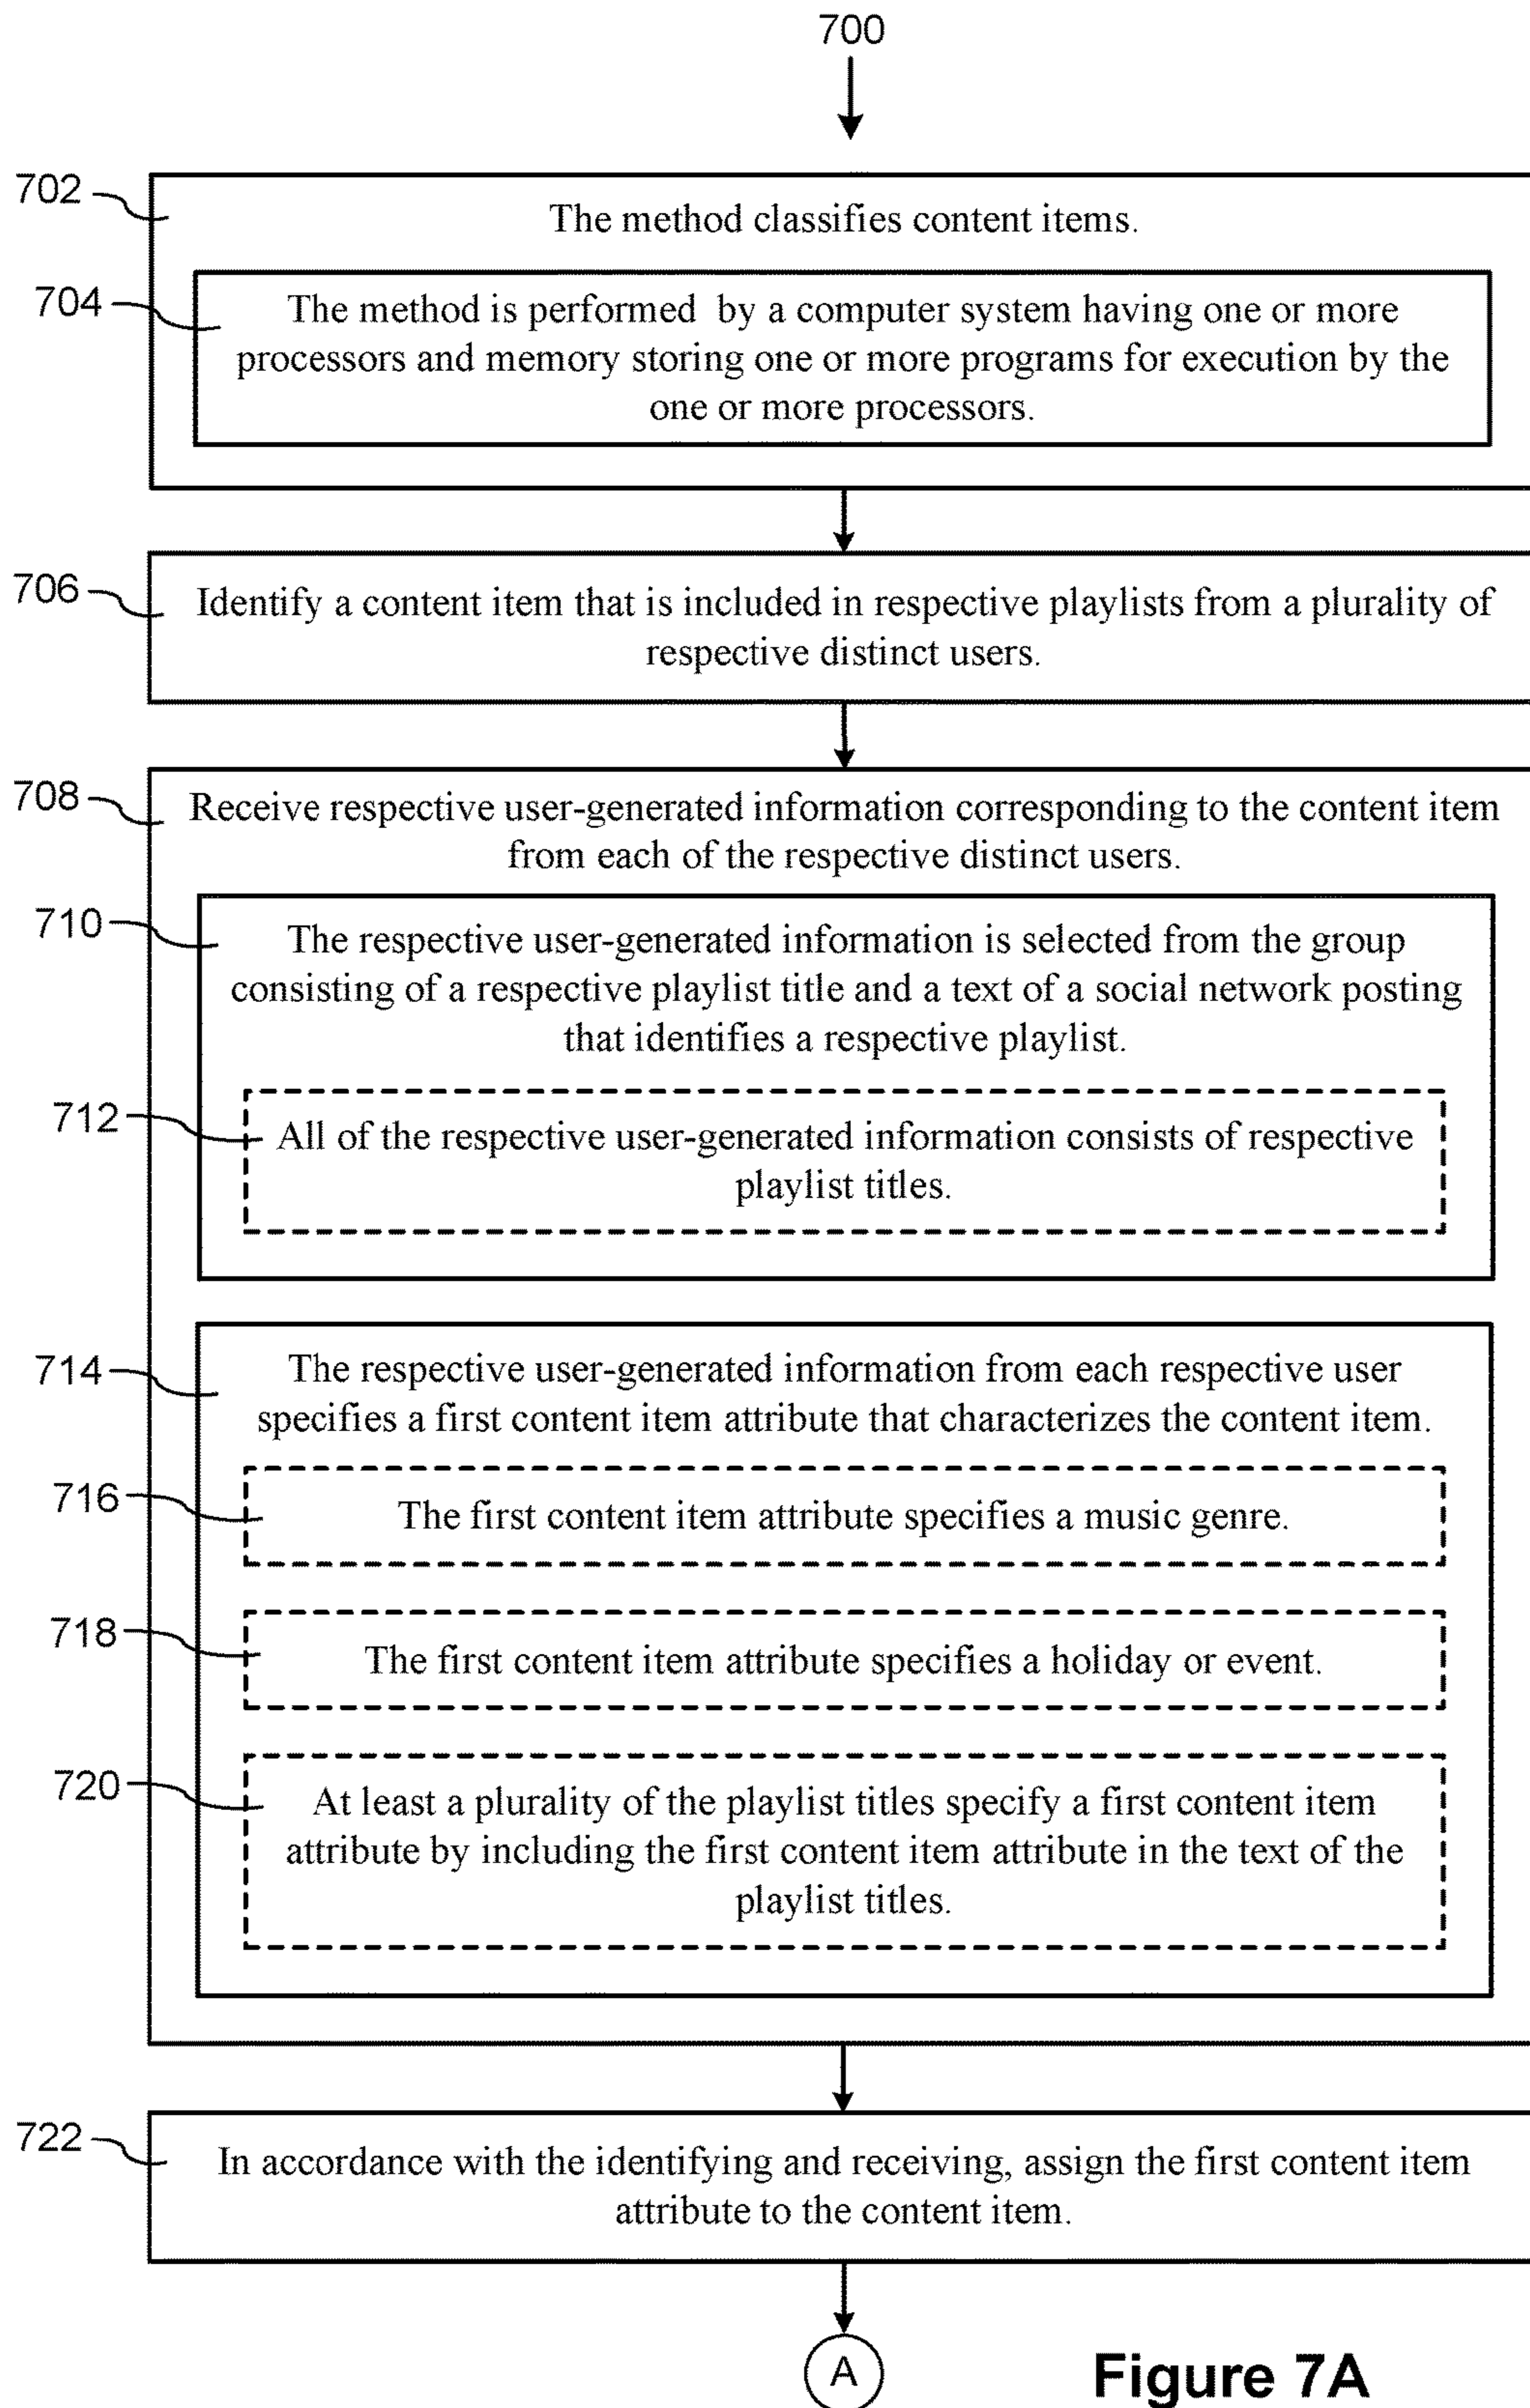 700
702
The method classifies content items.
704
The method is performed by a computer system having one or more
processors and memory storing one or more programs for execution by the
one or more processors.
706
Identify a content item that is included in respective playlists from a plurality of
respective distinct users.
708
Receive respective user-generated information corresponding to the content item
from each of the respective distinct users.
710
The respective user-generated information is selected from the group
consisting of a respective playlist title and a text of a social network posting
that identifies a respective playlist.
712
All of the respective user-generated information consists of respective
playlist titles.
714
The respective user-generated information from each respective user
specifies a first content item attribute that characterizes the content item.
716
The first content item attribute specifies a music genre.
718
The first content item attribute specifies a holiday or event.
720
At least a plurality of the playlist titles specify a first content item
attribute by including the first content item attribute in the text of the
playlist titles.
722
In accordance with the identifying and receiving, assign the first content item
attribute to the content item.
A
Figure 7A